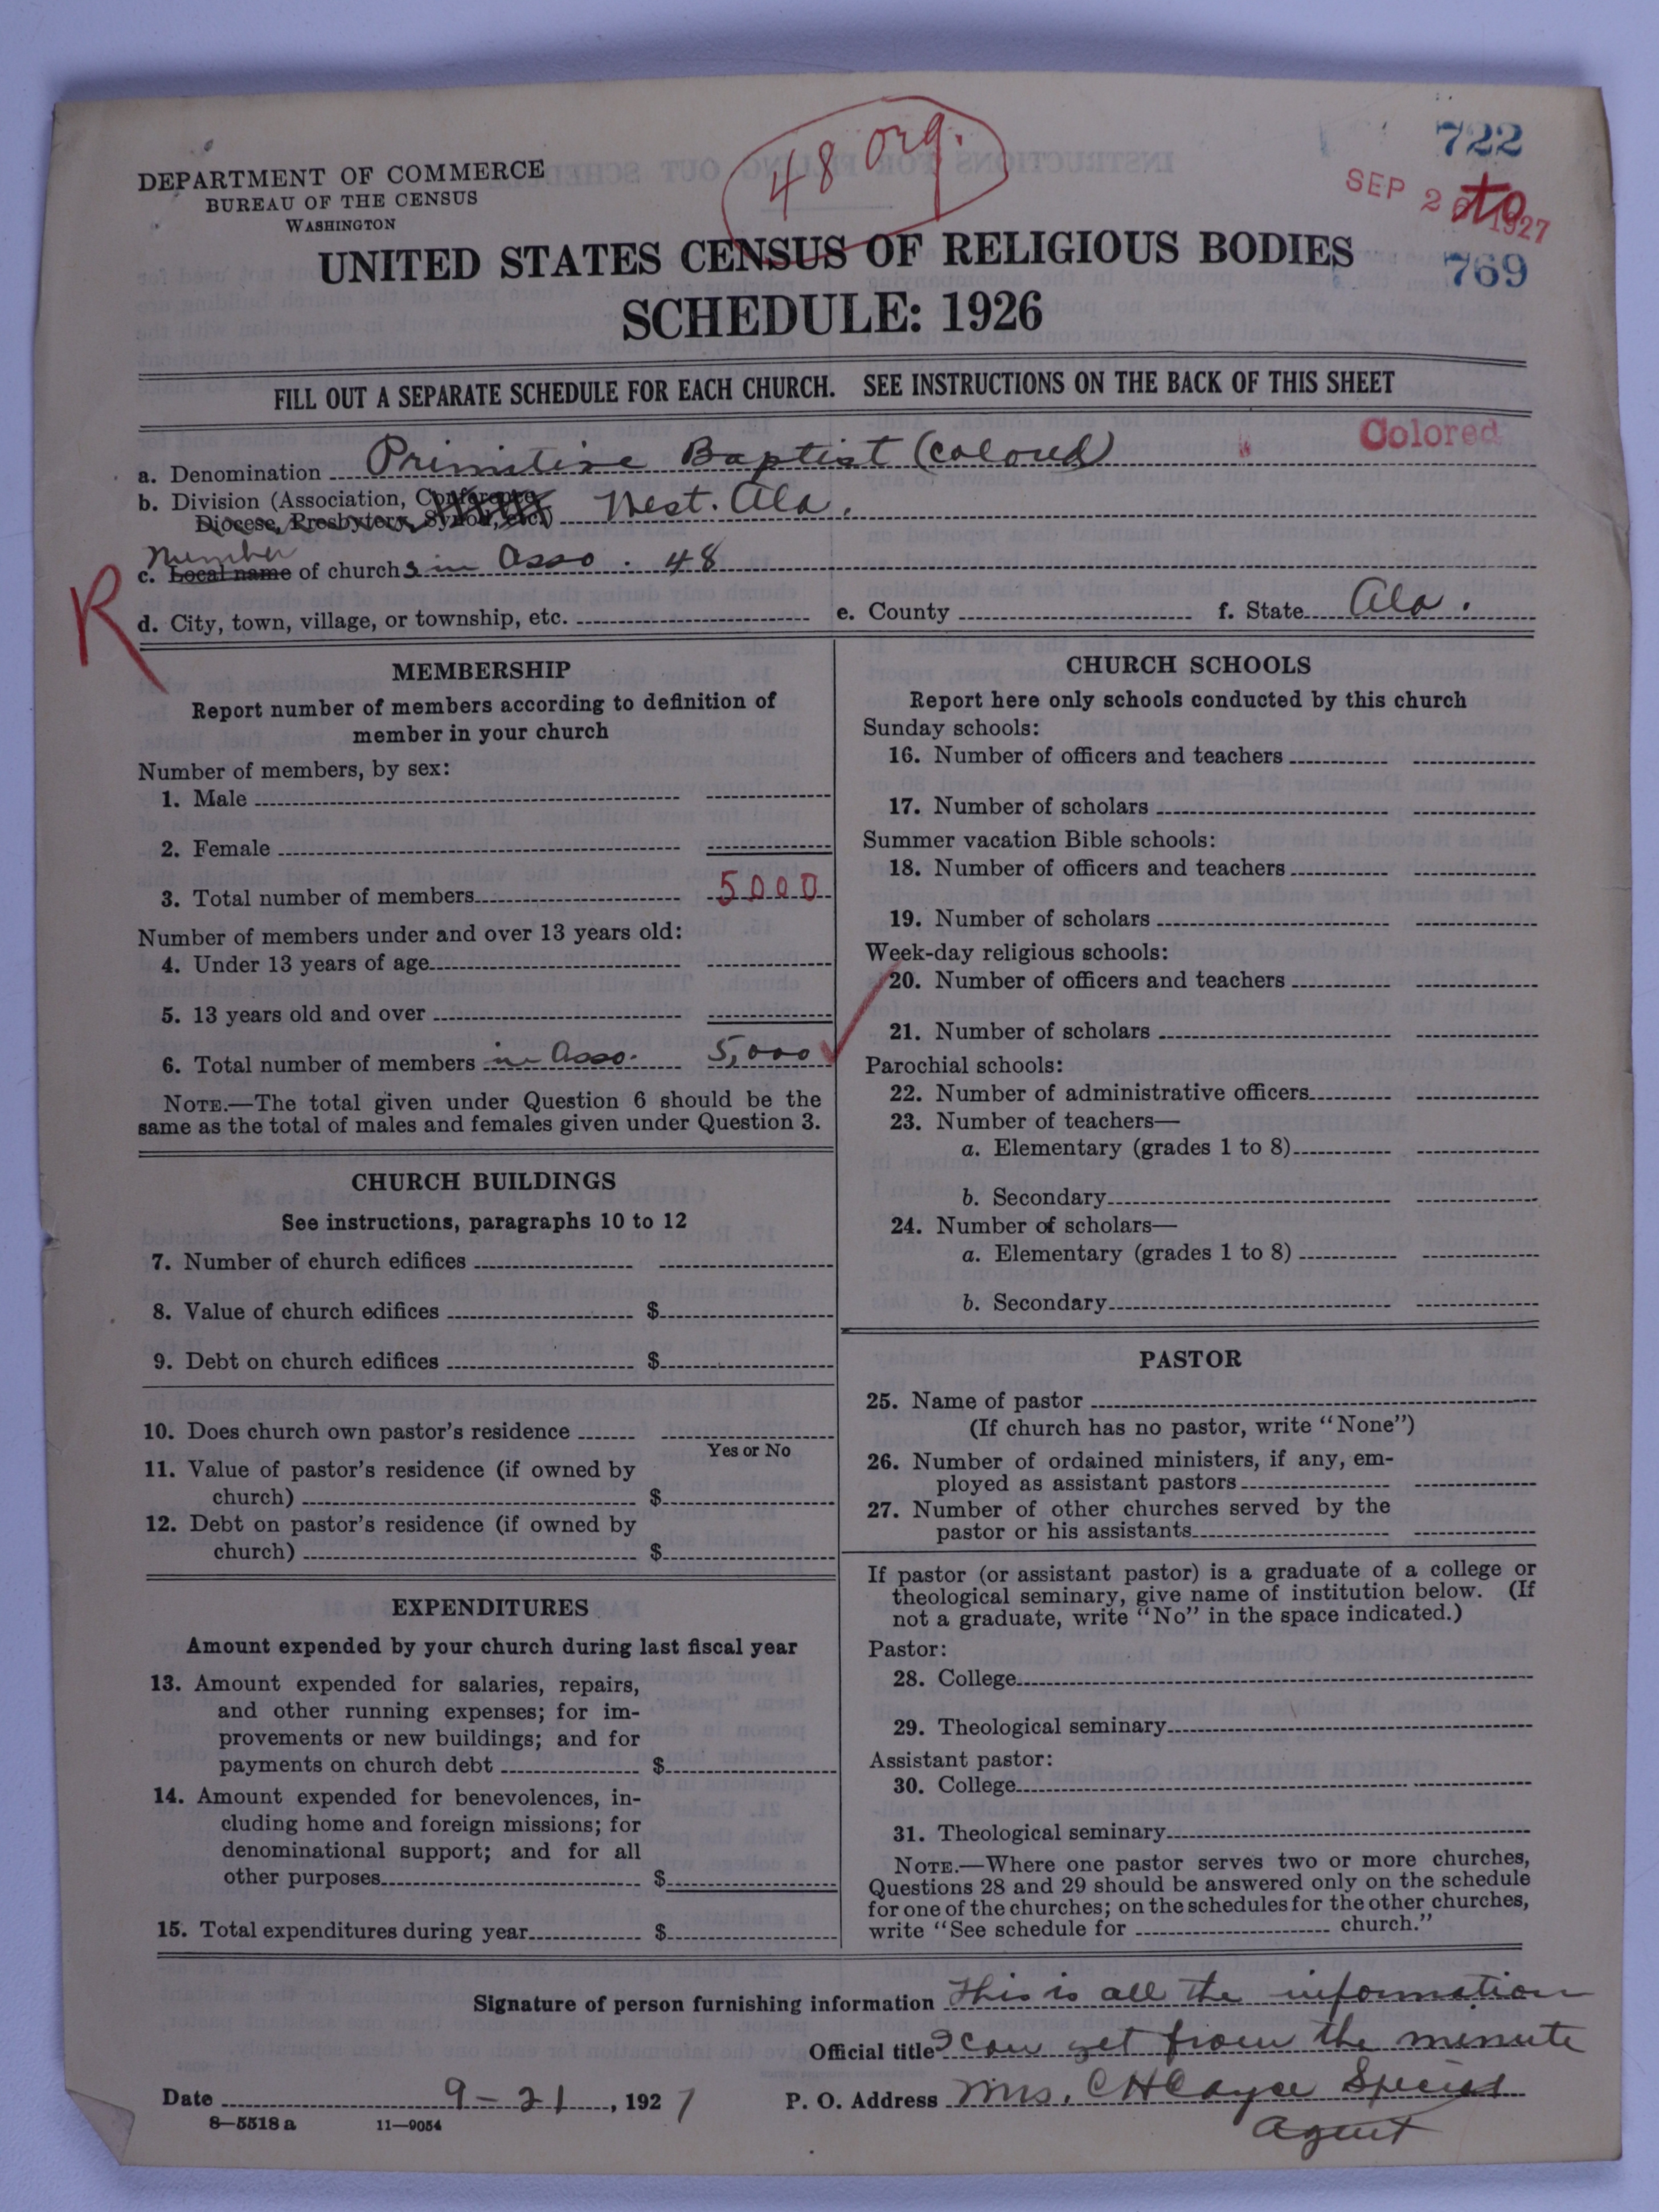 48 org.
722
SEP 26 1927
to
769
DEPARTMENT OF COMMERCE
BUREAU OF THE CENSUS
WASHINGTON
UNITED STATES CENSUS OF RELIGIOUS BODIES
SCHEDULE: 1926
FILL OUT A SEPARATE SCHEDULE FOR EACH CHURCH. SEE INSTRUCTIONS ON THE BACK OF THIS SHEET
Colored
a. Denomination Primitive Baptist (colored)
b. Division (Association, Conference, West. Ala.
Diocese, Presbytery, Synod, etc.)
Number
c. Local name of churchs in Asso. 48
R
d. City, town, village, or township, etc. e. County f. State Ala.
MEMBERSHIP
Report number of members according to definition of
member in your church
Number of members, by sex:
1. Male
2. Female
3. Total number of members 5000
Number of members under and over 13 years old:
4. Under 13 years of age
5. 13 years old and over
6. Total number of members in Asso. 5,000
NOTE.—The total given under Question 6 should be the
same as the total of males and females given under Question 3.
CHURCH BUILDINGS
See instructions, paragraphs 10 to 12
7. Number of church edifices
8. Value of church edifices $
9. Debt on church edifices $
10. Does church own pastor's residence
Yes or No
11. Value of pastor's residence (if owned by
church) $
12. Debt on pastor's residence (if owned by
church) $
EXPENDITURES
Amount expended by your church during last fiscal year
13. Amount expended for salaries, repairs,
and other running expenses; for im-
provements or new buildings; and for
payments on church debt $
14. Amount expended for benevolences, in-
cluding home and foreign missions; for
denominational support; and for all
other purposes $
15. Total expenditures during year $
CHURCH SCHOOLS
Report here only schools conducted by this church
Sunday schools:
16. Number of officers and teachers
17. Number of scholars
Summer vacation Bible schools:
18. Number of officers and teachers
19. Number of scholars
Week-day religious schools:
20. Number of officers and teachers
21. Number of scholars
Parochial schools:
22. Number of administrative officers
23. Number of teachers—
a. Elementary (grades 1 to 8)
b. Secondary
24. Number of scholars—
a. Elementary (grades 1 to 8)
b. Secondary
PASTOR
25. Name of pastor
(If church has no pastor, write "None")
26. Number of ordained ministers, if any, em-
ployed as assistant pastors
27. Number of other churches served by the
pastor or his assistants
If pastor (or assistant pastor) is a graduate of a college or
theological seminary, give name of institution below. (If
not a graduate, write "No" in the space indicated.)
Pastor:
28. College
29. Theological seminary
Assistant pastor:
30. College
31. Theological seminary
NOTE.—Where one pastor serves two or more churches,
Questions 28 and 29 should be answered only on the schedule
for one of the churches; on the schedules for the other churches,
write "See schedule for church."
Signature of person furnishing information This is all the information
Official title I can get from the minute
Date 9-21, 1927 P. O. Address Mrs. C H Cayce Special
Agent
8—5518 a 11—9054